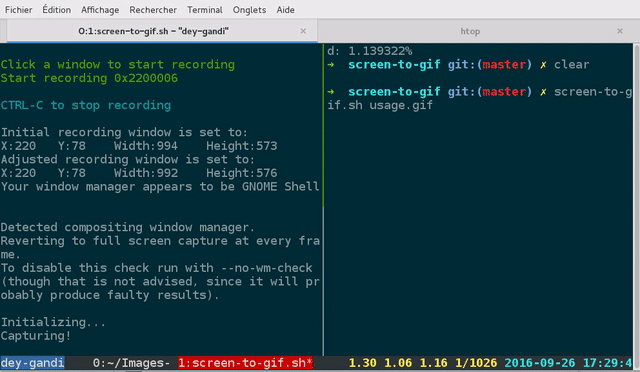 Fichier Édition Affichage Rechercher Terminal Onglets Aide
0:1:screen-to-gif.sh - "dey-gandi" ×
htop ×
Click a window to start recording
Start recording 0x2200006
CTRL-C to stop recording
Initial recording window is set to:
X:220 Y:78 Width:994 Height:573
Adjusted recording window is set to:
X:220 Y:78 Width:992 Height:576
Your window manager appears to be GNOME Shell
Detected compositing window manager.
Reverting to full screen capture at every fra
me.
To disable this check run with --no-wm-check
(though that is not advised, since it will pr
obably produce faulty results).
Initializing...
Capturing!
d: 1.139322%
→ screen-to-gif git:(master) ✗ clear
→ screen-to-gif git:(master) ✗ screen-to-g
if.sh usage.gif
dey-gandi 0:~/Images- 1:screen-to-gif.sh* 1.30 1.06 1.16 1/1026 2016-09-26 17:29:4